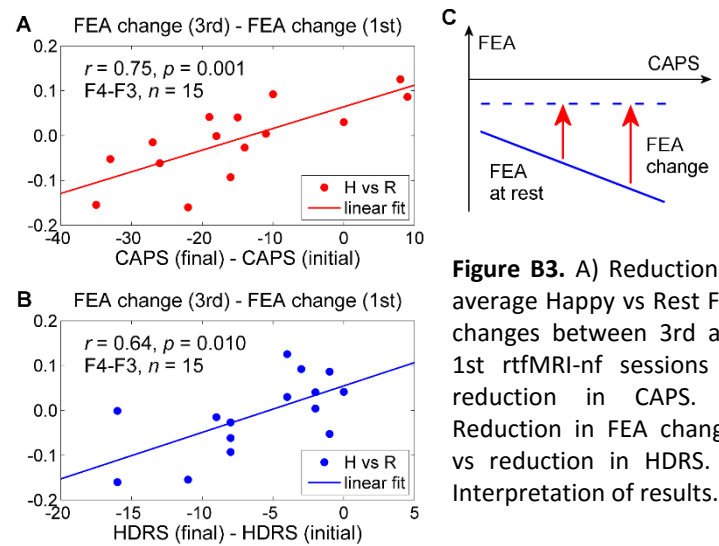 A
FEA change (3rd) - FEA change (1st)
r = 0.75, p = 0.001
F4-F3, n = 15
0.2
0.1
0.0
-0.1
-0.2
H vs R
linear fit
-40 -30 -20 -10 0 10
CAPS (final) - CAPS (initial)
B
FEA change (3rd) - FEA change (1st)
r = 0.64, p = 0.010
F4-F3, n = 15
0.2
0.1
0.0
-0.1
-0.2
H vs R
linear fit
-20 -15 -10 -5 0 5
HDRS (final) - HDRS (initial)
C
FEA
CAPS
FEA
at rest
FEA
change
Figure B3. A) Reduction
average Happy vs Rest F
changes between 3rd a
1st rtfMRI-nf sessions
reduction in CAPS.
Reduction in FEA chang
vs reduction in HDRS.
Interpretation of results.